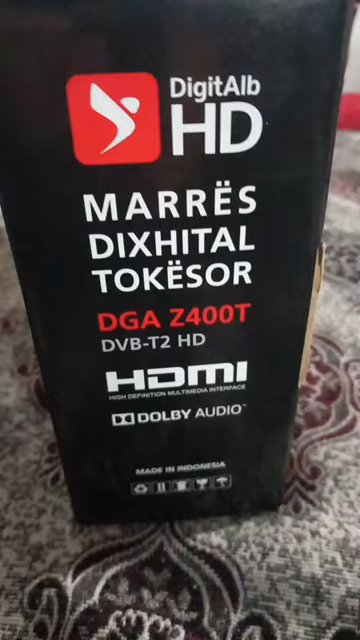 DigitAlb
HD
MARRËS
DIXHITAL
TOKËSOR
DGA Z400T
DVB-T2 HD
HDMI
HIGH DEFINITION MULTIMEDIA INTERFACE
DOLBY AUDIO™
MADE IN INDONESIA